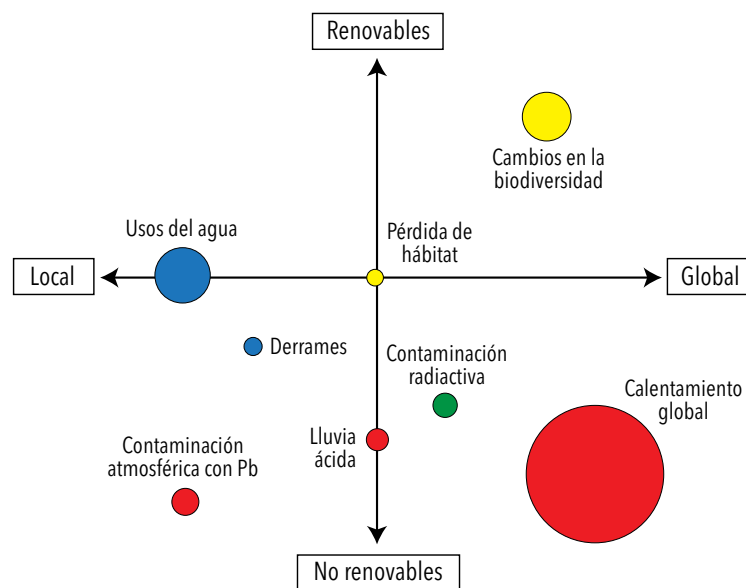 Renovables
Cambios en la
biodiversidad
Usos del agua
Pérdida de
hábitat
Local
Global
Derrames
Contaminación
radiactiva
Calentamiento
global
Contaminación
atmosférica con Pb
Lluvia
ácida
No renovables